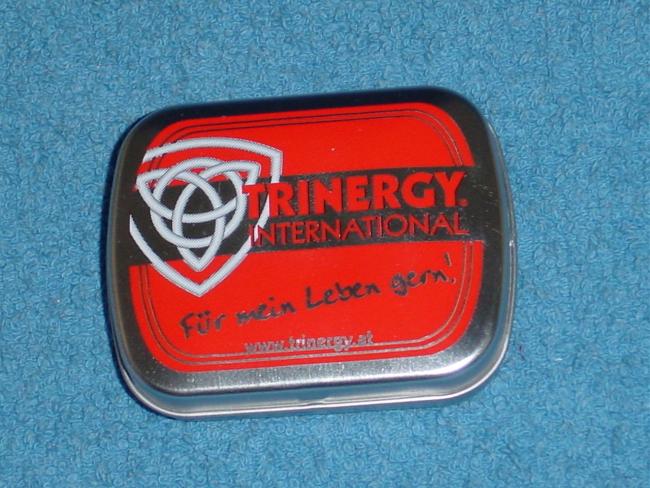 TRINERGY®
INTERNATIONAL
Für mein Leben gern!
www.trinergy.at